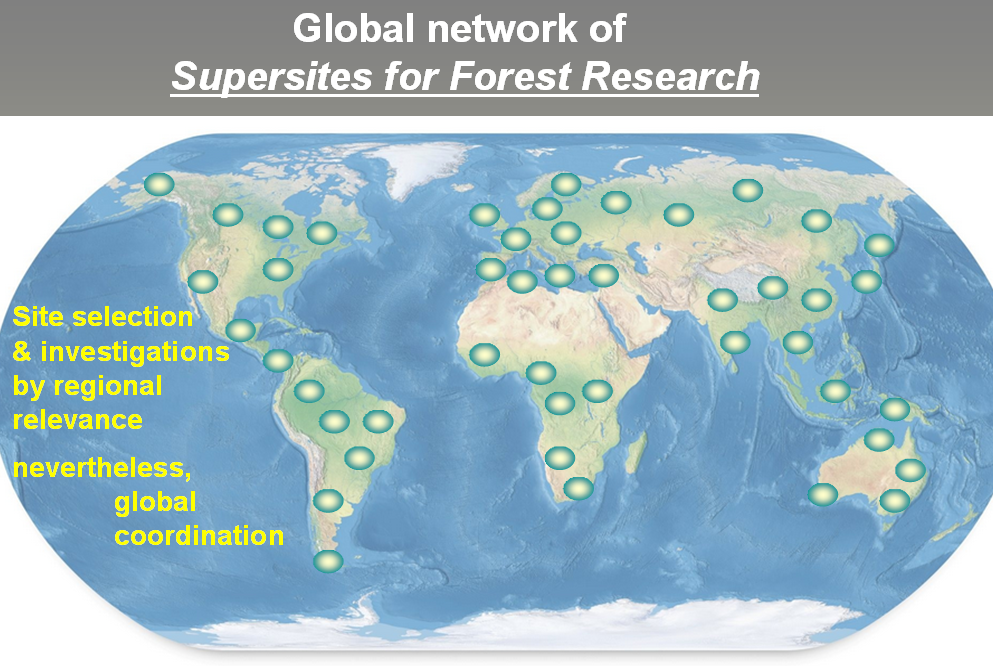 Global network of
Supersites for Forest Research
Site selection
& investigations
by regional
relevance
nevertheless,
global
coordination